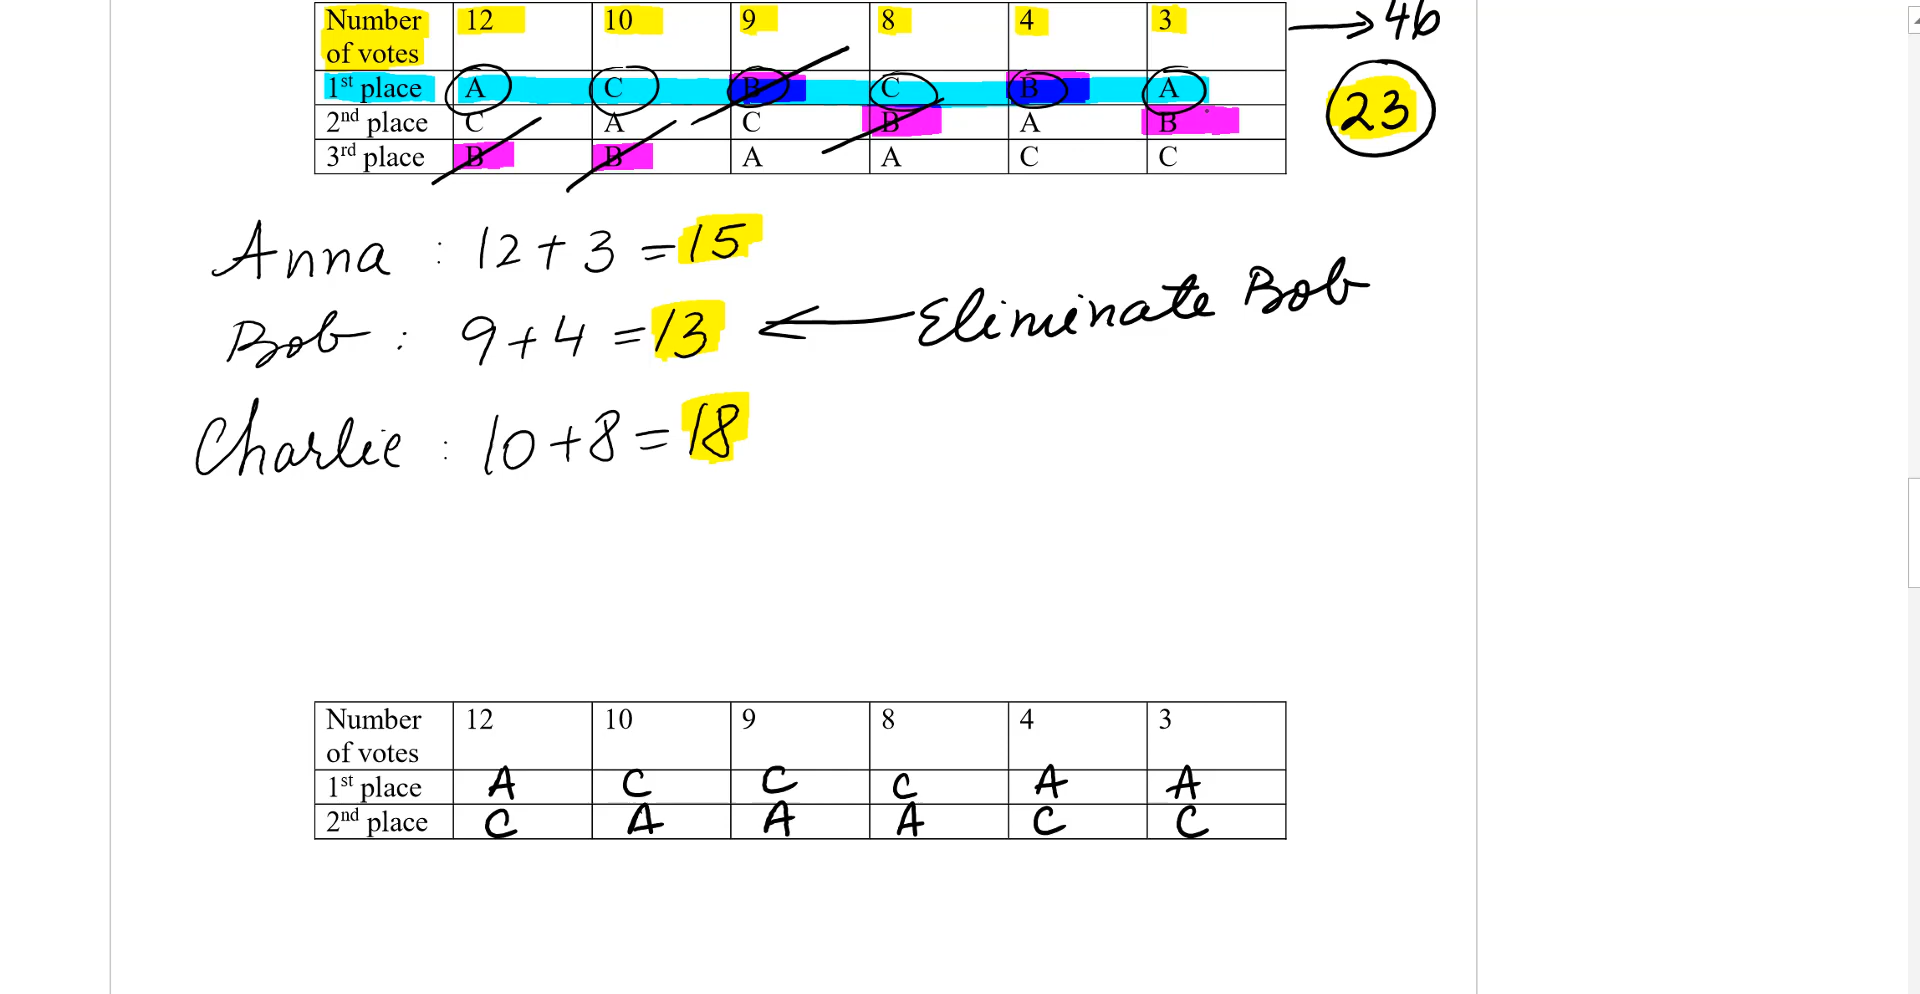 Number of votes 12 10 9 8 4 3 → 46
1st place A C B C B A 23
2nd place C A C B A B
3rd place B B A A C C
Anna : 12 + 3 = 15
Bob : 9 + 4 = 13 ← Eliminate Bob
Charlie : 10 + 8 = 18
Number of votes 12 10 9 8 4 3
1st place A C C C A A
2nd place C A A A C C